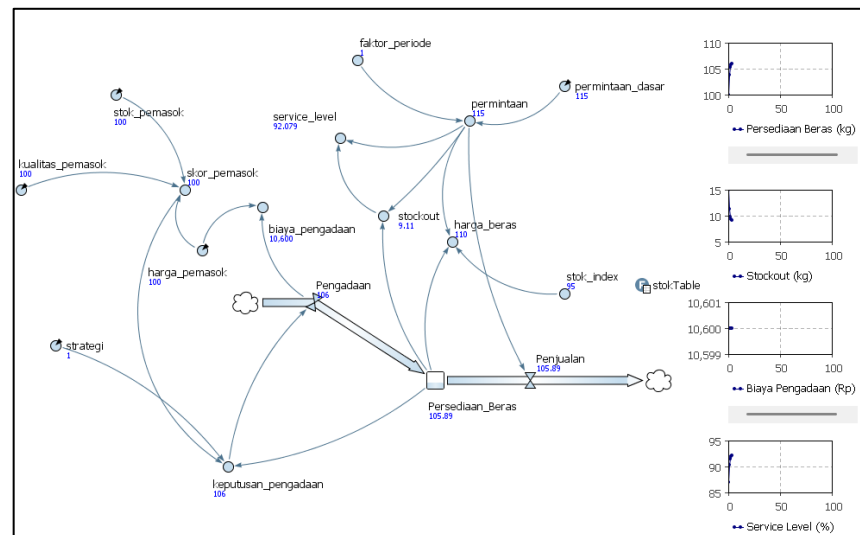 faktor_periode
1
stok_pemasok
100
permintaan_dasar
115
permintaan
115
service_level
92.079
kualitas_pemasok
100
skor_pemasok
100
biaya_pengadaan
10,600
stockout
9.11
harga_beras
110
harga_pemasok
100
Pengadaan
106
stok_index
95
F
stokTable
strategi
1
Penjualan
105.89
Persediaan_Beras
105.89
keputusan_pengadaan
106
110
105
100
0 50 100
Persediaan Beras (kg)
15
10
5
0 50 100
Stockout (kg)
10,601
10,600
10,599
0 50 100
Biaya Pengadaan (Rp)
95
90
85
0 50 100
Service Level (%)